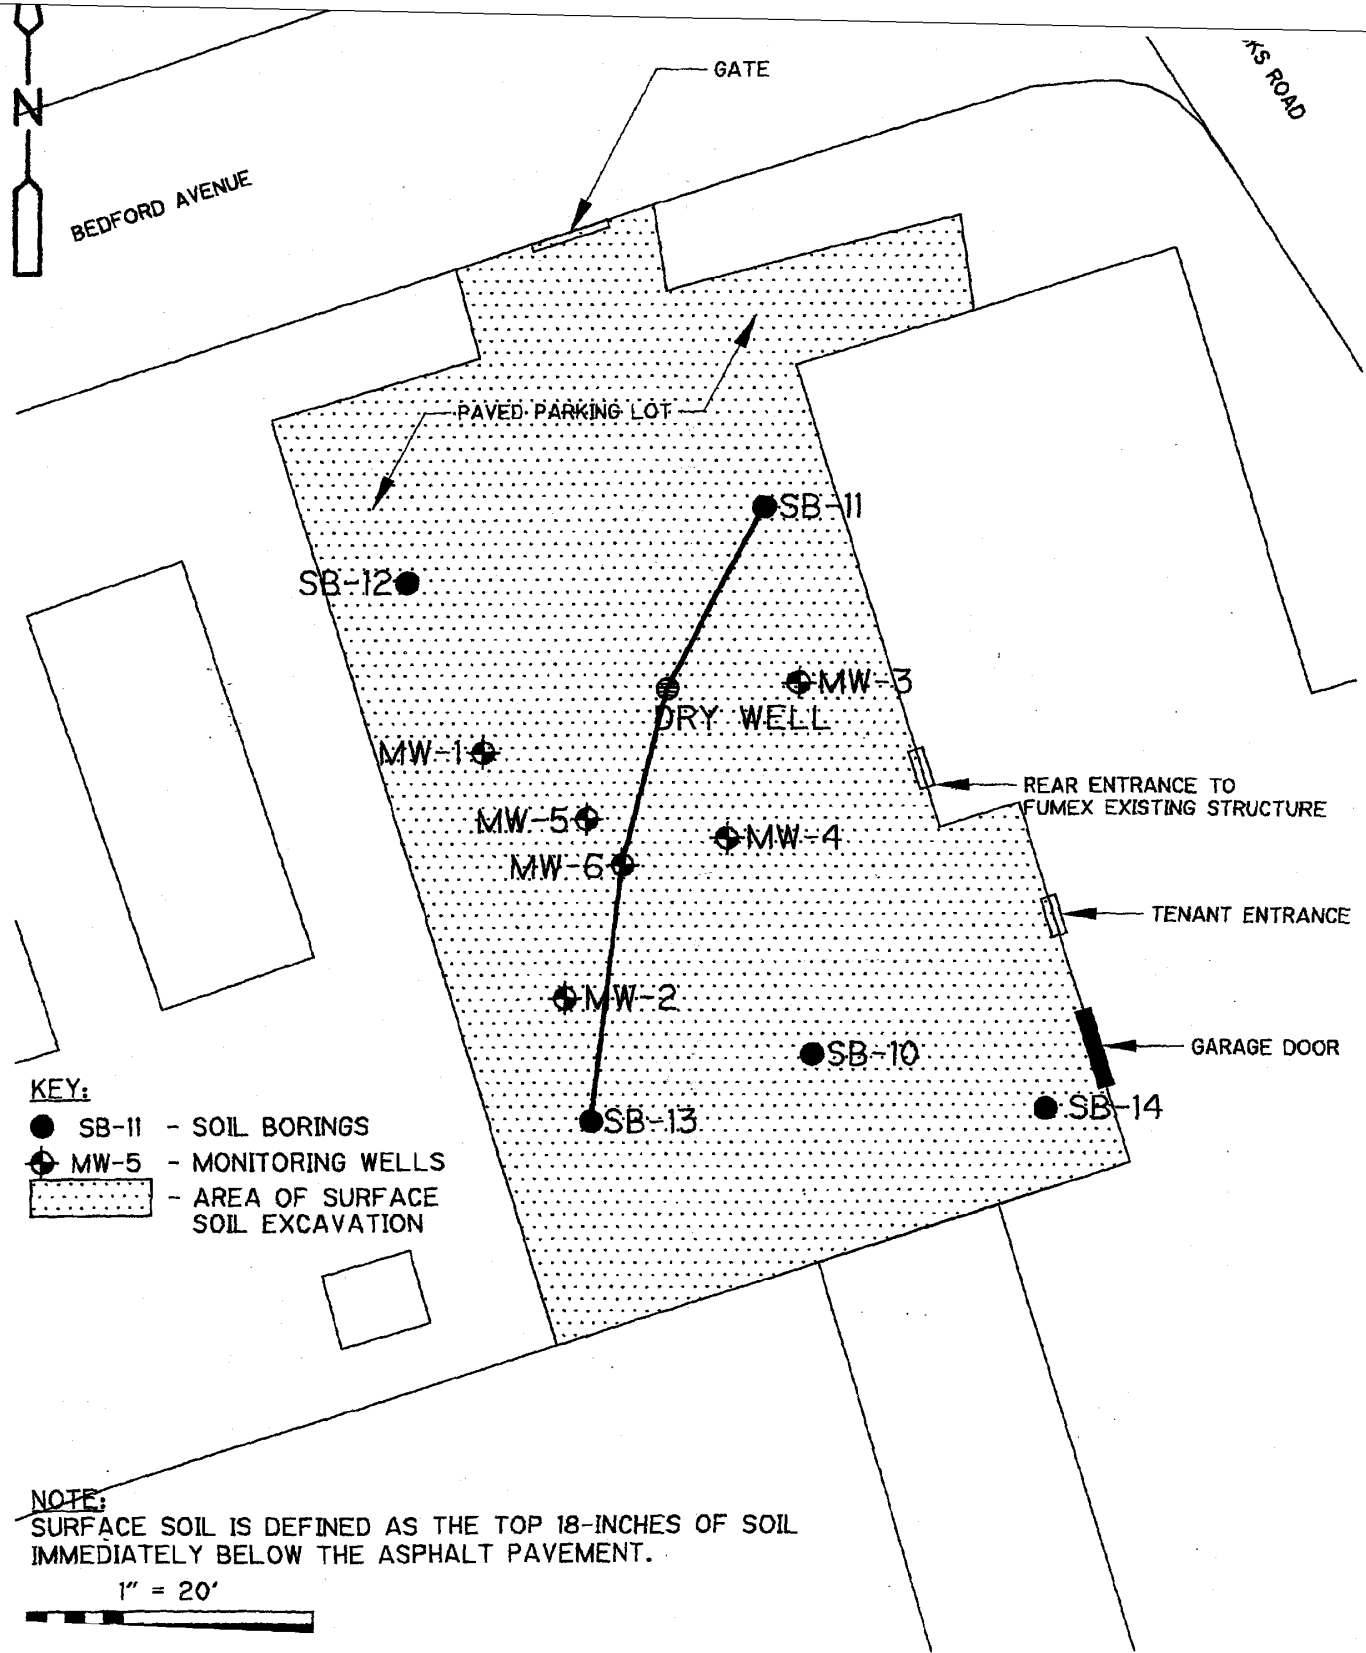 N
GATE
KS ROAD
BEDFORD AVENUE
PAVED PARKING LOT
SB-11
SB-12
MW-3
DRY WELL
MW-1
REAR ENTRANCE TO
FUMEX EXISTING STRUCTURE
MW-5
MW-4
MW-6
TENANT ENTRANCE
MW-2
GARAGE DOOR
SB-10
SB-14
SB-13
KEY:
SB-11 - SOIL BORINGS
MW-5 - MONITORING WELLS
- AREA OF SURFACE
SOIL EXCAVATION
NOTE:
SURFACE SOIL IS DEFINED AS THE TOP 18-INCHES OF SOIL
IMMEDIATELY BELOW THE ASPHALT PAVEMENT.
1" = 20'